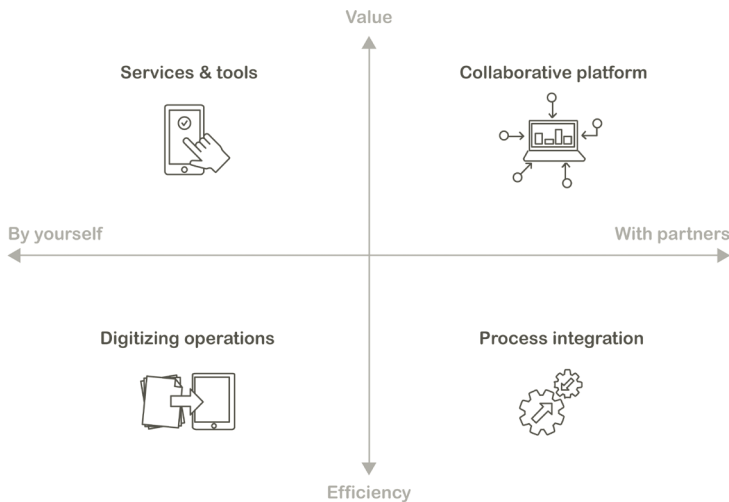 Value
Services & tools
Collaborative platform
By yourself
With partners
Digitizing operations
Process integration
Efficiency